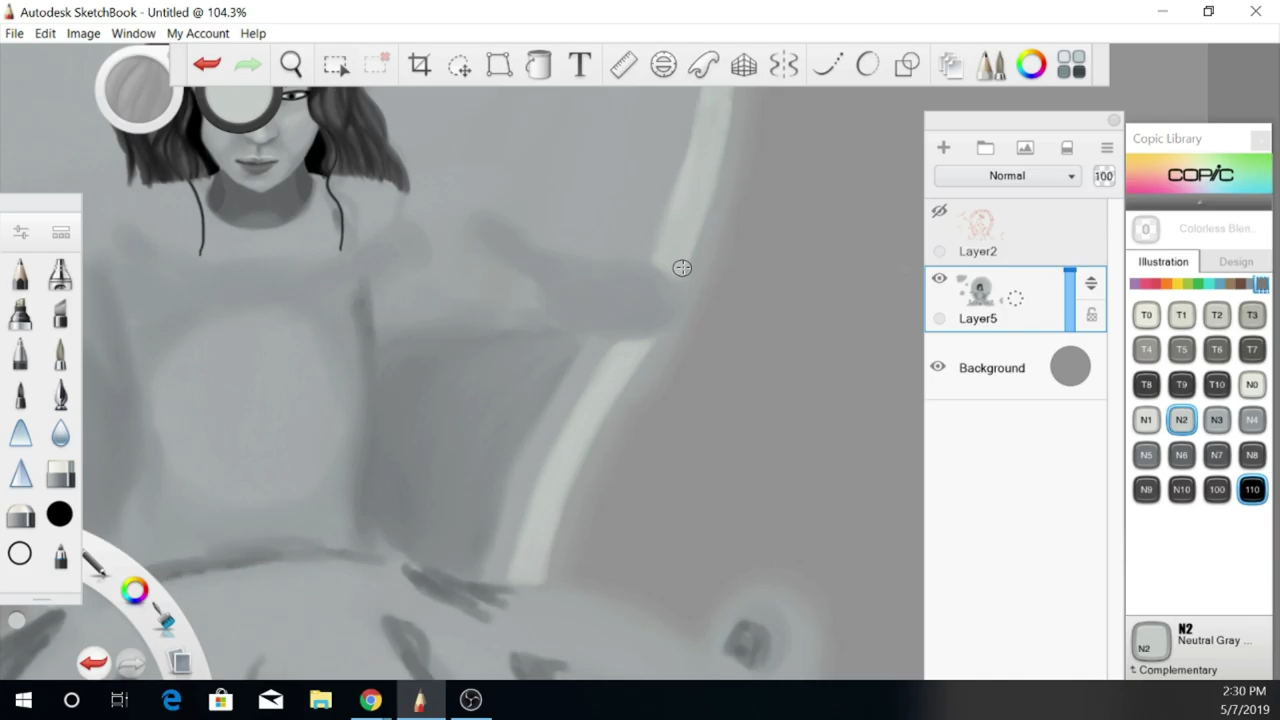 Autodesk SketchBook - Untitled @ 104.3%
File Edit Image Window My Account Help
T
Copic Library
COPIC
Normal 100
0 Colorless Blen...
Layer2
Illustration Design
Layer5
T0 T1 T2 T3
T4 T5 T6 T7
Background
T8 T9 T10 N0
N1 N2 N3 N4
N5 N6 N7 N8
N9 N10 100 110
N2
Neutral Gray ...
N2
Complementary
2:30 PM
5/7/2019